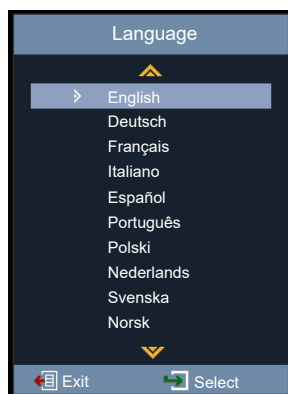 Language
English
Deutsch
Français
Italiano
Español
Português
Polski
Nederlands
Svenska
Norsk
Exit Select